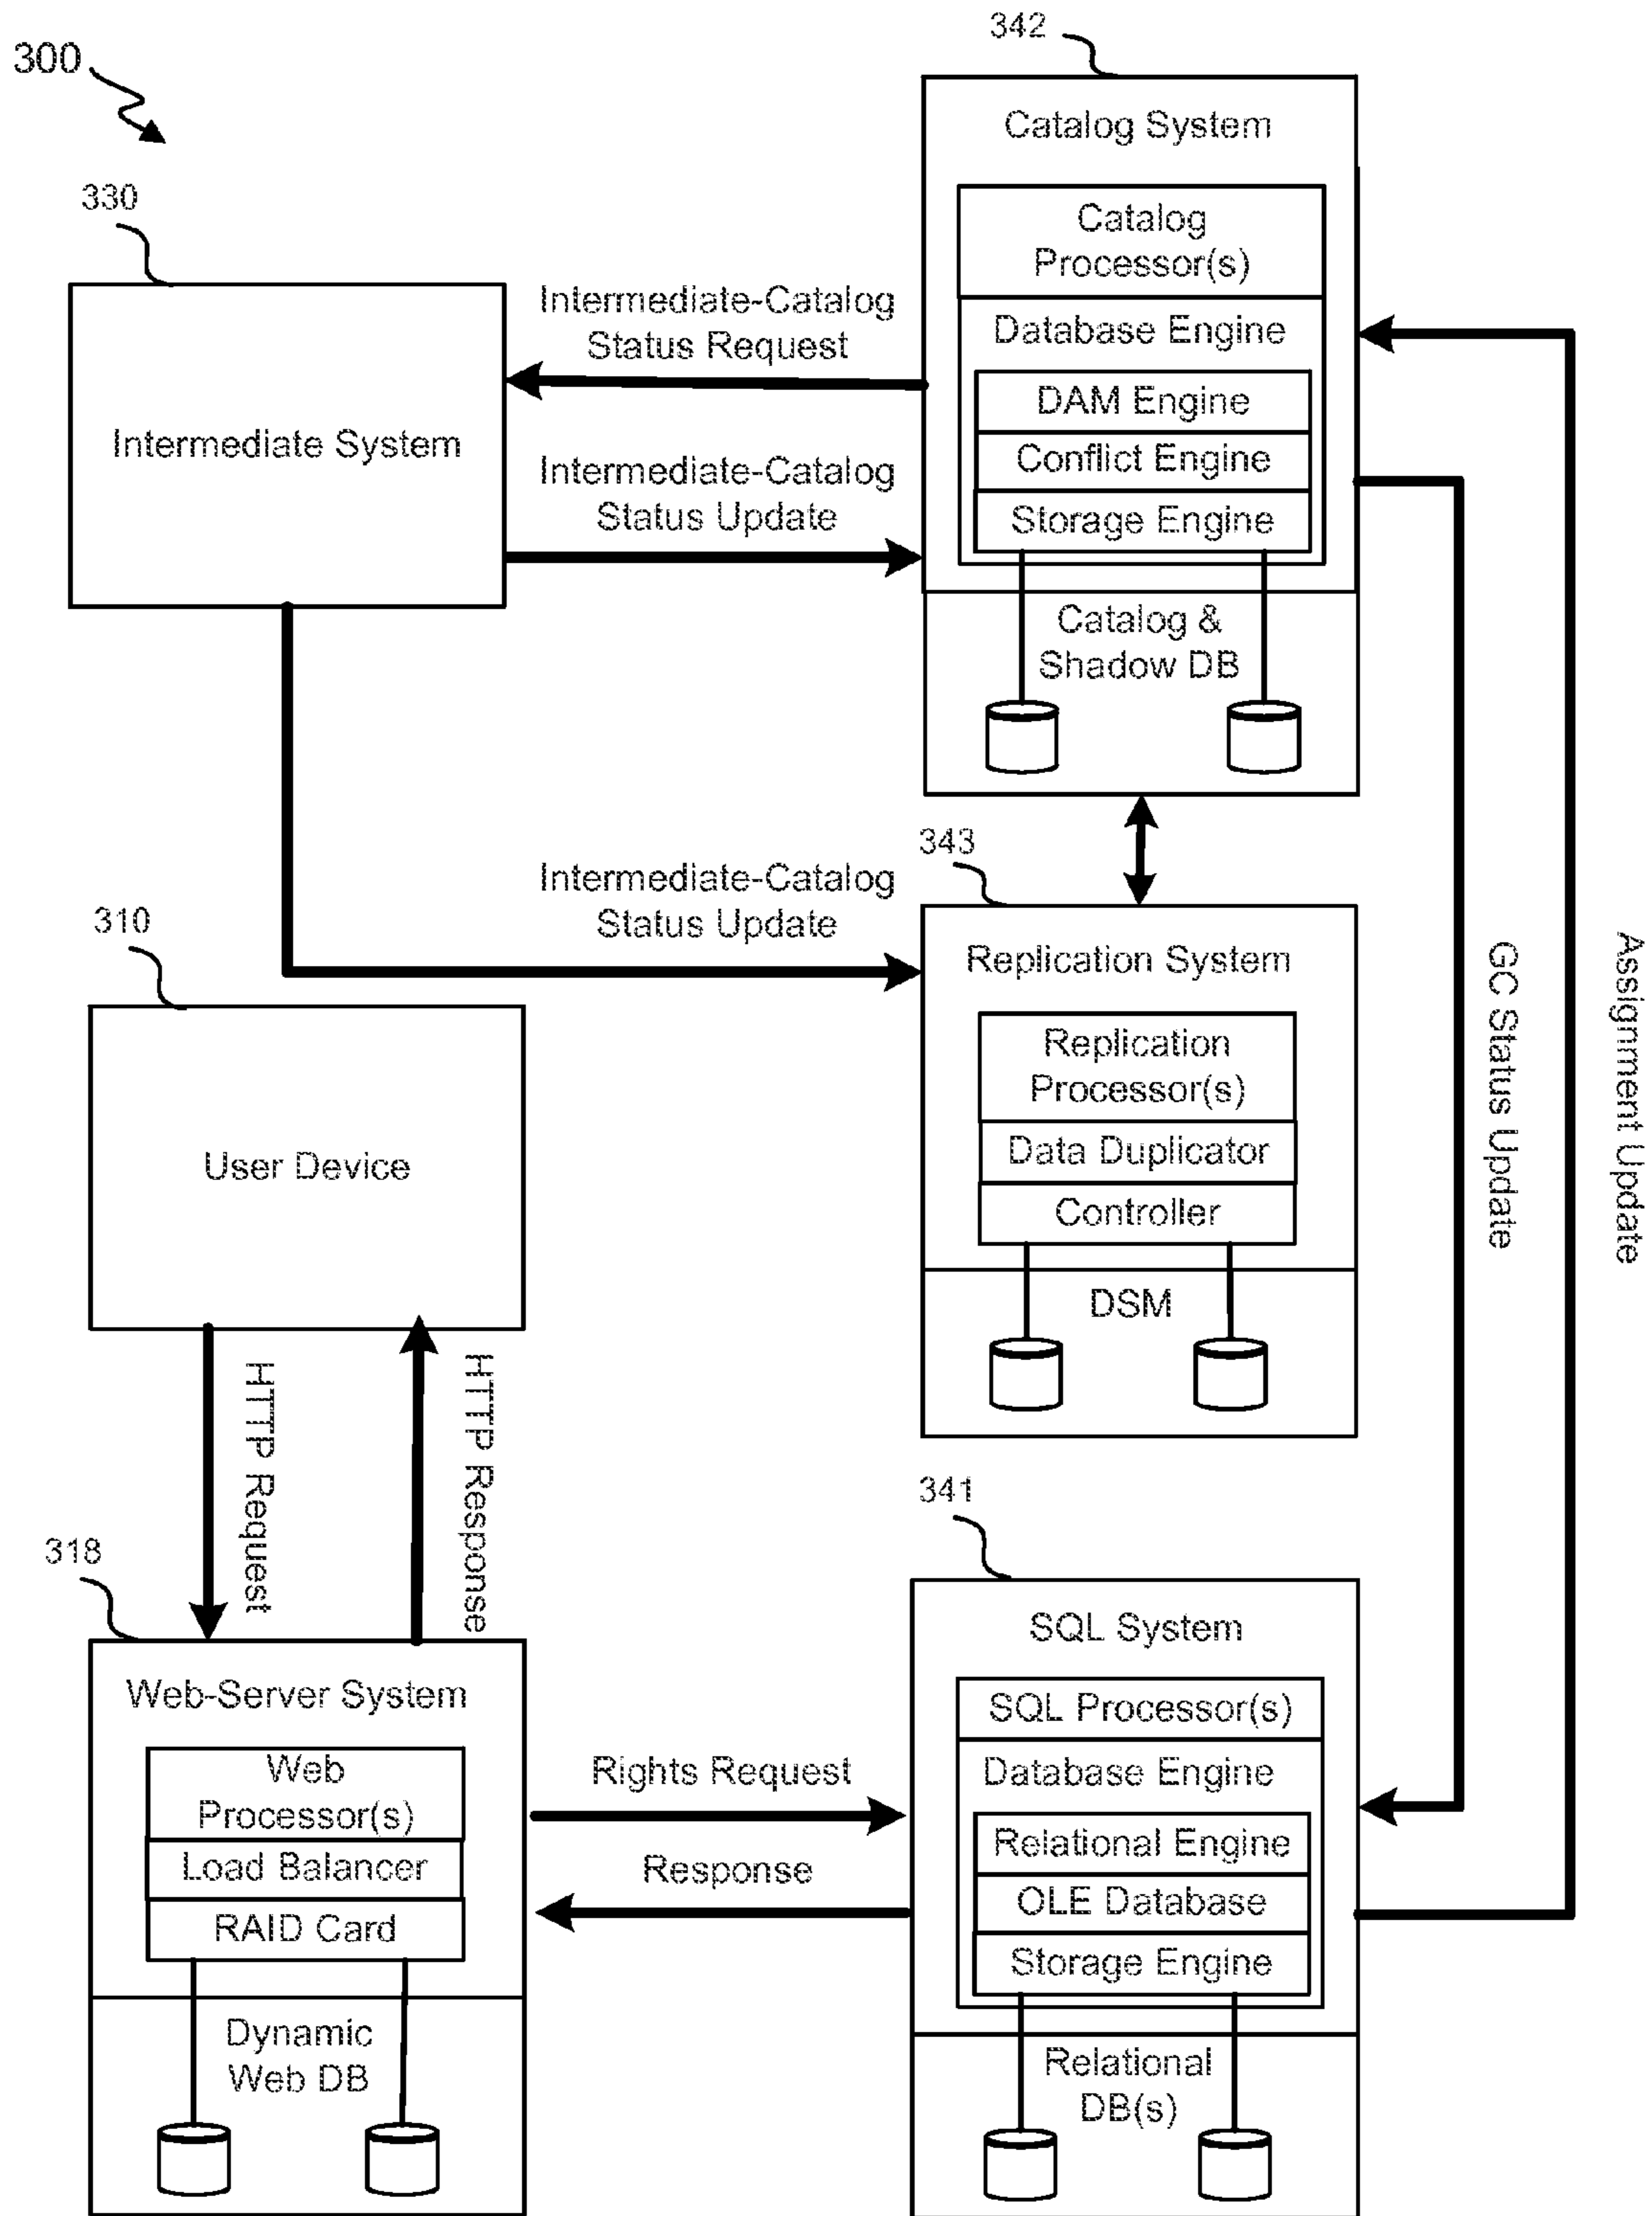 300
342
Catalog System
Catalog
Processor(s)
Database Engine
DAM Engine
Conflict Engine
Storage Engine
Catalog &
Shadow DB
330
Intermediate System
Intermediate-Catalog
Status Request
Intermediate-Catalog
Status Update
Intermediate-Catalog
Status Update
343
Replication System
Replication
Processor(s)
Data Duplicator
Controller
DSM
GC Status Update
Assignment Update
310
User Device
HTTP Request
HTTP Response
318
Web-Server System
Web
Processor(s)
Load Balancer
RAID Card
Dynamic
Web DB
Rights Request
Response
341
SQL System
SQL Processor(s)
Database Engine
Relational Engine
OLE Database
Storage Engine
Relational
DB(s)